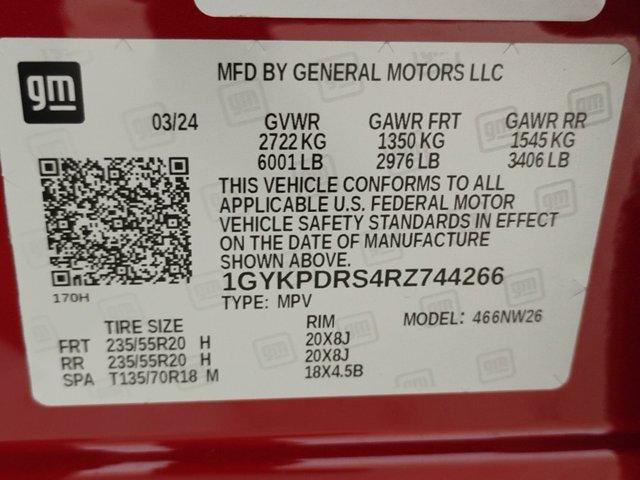 gm
MFD BY GENERAL MOTORS LLC
03/24 GVWR GAWR FRT GAWR RR
2722 KG 1350 KG 1545 KG
6001 LB 2976 LB 3406 LB
THIS VEHICLE CONFORMS TO ALL
APPLICABLE U.S. FEDERAL MOTOR
VEHICLE SAFETY STANDARDS IN EFFECT
ON THE DATE OF MANUFACTURE
SHOWN ABOVE.
1GYKPDRS4RZ744266
170H
TYPE: MPV
TIRE SIZE RIM MODEL: 466NW26
FRT 235/55R20 H 20X8J
RR 235/55R20 H 20X8J
SPA T135/70R18 M 18X4.5B